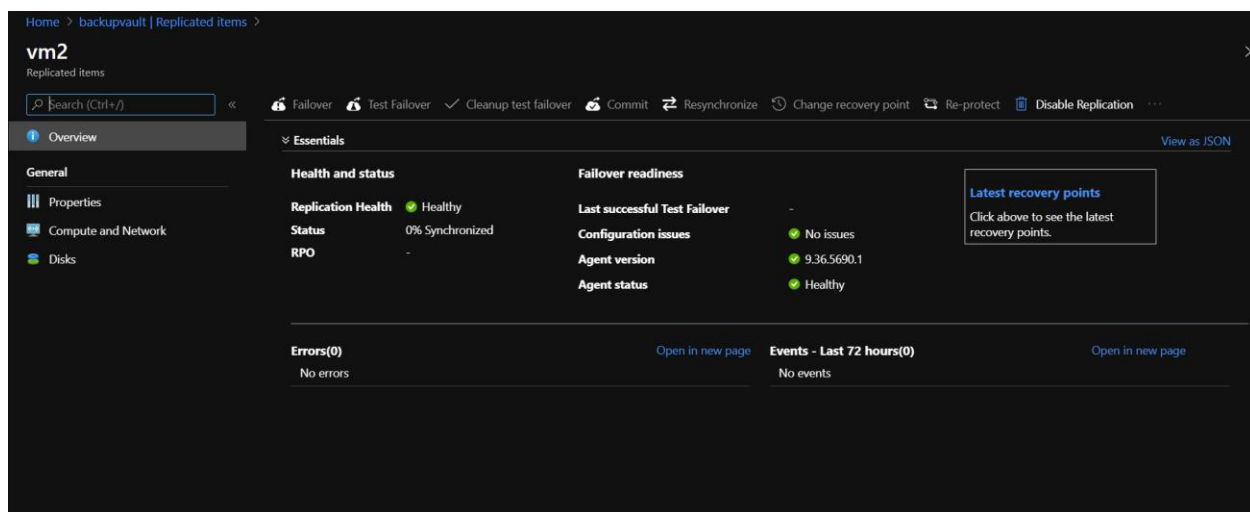 Home > backupvault | Replicated items >
vm2
Replicated items
Search (Ctrl+/)
«
Failover
Test Failover
Cleanup test failover
Commit
Resynchronize
Change recovery point
Re-protect
Disable Replication
...
Overview
Essentials
View as JSON
General
Properties
Compute and Network
Disks
Health and status
Replication Health Healthy
Status 0% Synchronized
RPO -
Failover readiness
Last successful Test Failover -
Configuration issues No issues
Agent version 9.36.5690.1
Agent status Healthy
Latest recovery points
Click above to see the latest
recovery points.
Errors(0) Open in new page
No errors
Events - Last 72 hours(0) Open in new page
No events